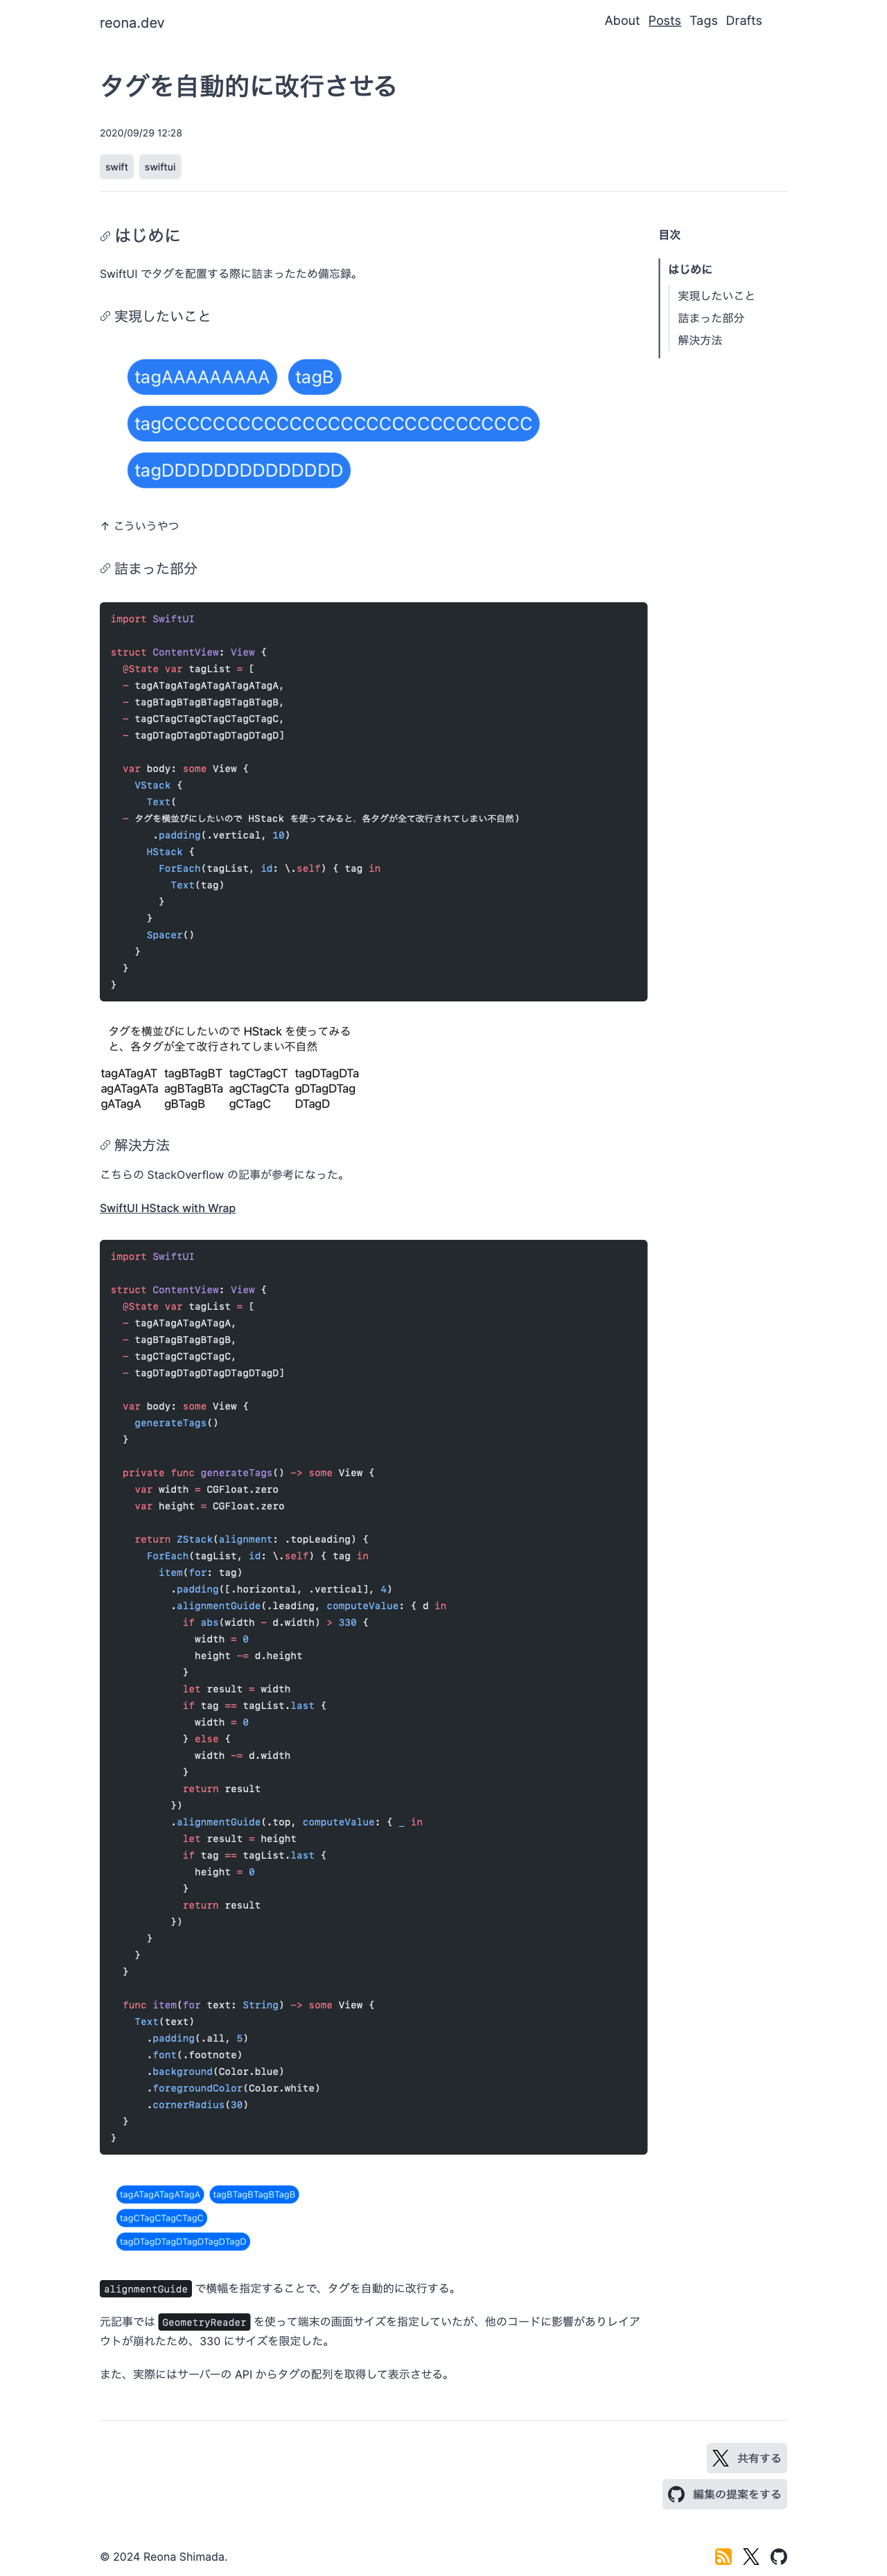 reona.dev
About Posts Tags Drafts
タグを自動的に改行させる
2020/09/29 12:28
swift swiftui
はじめに
SwiftUI でタグを配置する際に詰まったため備忘録。
実現したいこと
tagAAAAAAAAA tagB
tagCCCCCCCCCCCCCCCCCCCCCCCCCCCCC
tagDDDDDDDDDDDDDD
↑ こういうやつ
詰まった部分
import SwiftUI
struct ContentView: View {
@State var tagList = [
- tagATagATagATagATagATagA,
- tagBTagBTagBTagBTagBTagB,
- tagCTagCTagCTagCTagCTagC,
- tagDTagDTagDTagDTagDTagD]
var body: some View {
VStack {
Text(
- タグを横並びにしたいので HStack を使ってみると、各タグが全て改行されてしまい不自然)
.padding(.vertical, 10)
HStack {
ForEach(tagList, id: \.self) { tag in
Text(tag)
}
}
Spacer()
}
}
}
タグを横並びにしたいので HStack を使ってみる
と、各タグが全て改行されてしまい不自然
tagATagAT tagBTagBT tagCTagCT tagDTagDTa
agATagATa agBTagBTa agCTagCTa gDTagDTag
gATagA gBTagB gCTagC DTagD
解決方法
こちらの StackOverflow の記事が参考になった。
SwiftUI HStack with Wrap
import SwiftUI
struct ContentView: View {
@State var tagList = [
- tagATagATagATagA,
- tagBTagBTagBTagB,
- tagCTagCTagCTagC,
- tagDTagDTagDTagDTagDTagD]
var body: some View {
generateTags()
}
private func generateTags() -> some View {
var width = CGFloat.zero
var height = CGFloat.zero
return ZStack(alignment: .topLeading) {
ForEach(tagList, id: \.self) { tag in
item(for: tag)
.padding([.horizontal, .vertical], 4)
.alignmentGuide(.leading, computeValue: { d in
if abs(width - d.width) > 330 {
width = 0
height -= d.height
}
let result = width
if tag == tagList.last {
width = 0
} else {
width -= d.width
}
return result
})
.alignmentGuide(.top, computeValue: { _ in
let result = height
if tag == tagList.last {
height = 0
}
return result
})
}
}
}
func item(for text: String) -> some View {
Text(text)
.padding(.all, 5)
.font(.footnote)
.background(Color.blue)
.foregroundColor(Color.white)
.cornerRadius(30)
}
}
tagATagATagATagA tagBTagBTagBTagB
tagCTagCTagCTagC
tagDTagDTagDTagDTagDTagD
alignmentGuide で横幅を指定することで、タグを自動的に改行する。
元記事では GeometryReader を使って端末の画面サイズを指定していたが、他のコードに影響がありレイア
ウトが崩れたため、330 にサイズを限定した。
また、実際にはサーバーの API からタグの配列を取得して表示させる。
目次
はじめに
実現したいこと
詰まった部分
解決方法
共有する
編集の提案をする
© 2024 Reona Shimada.